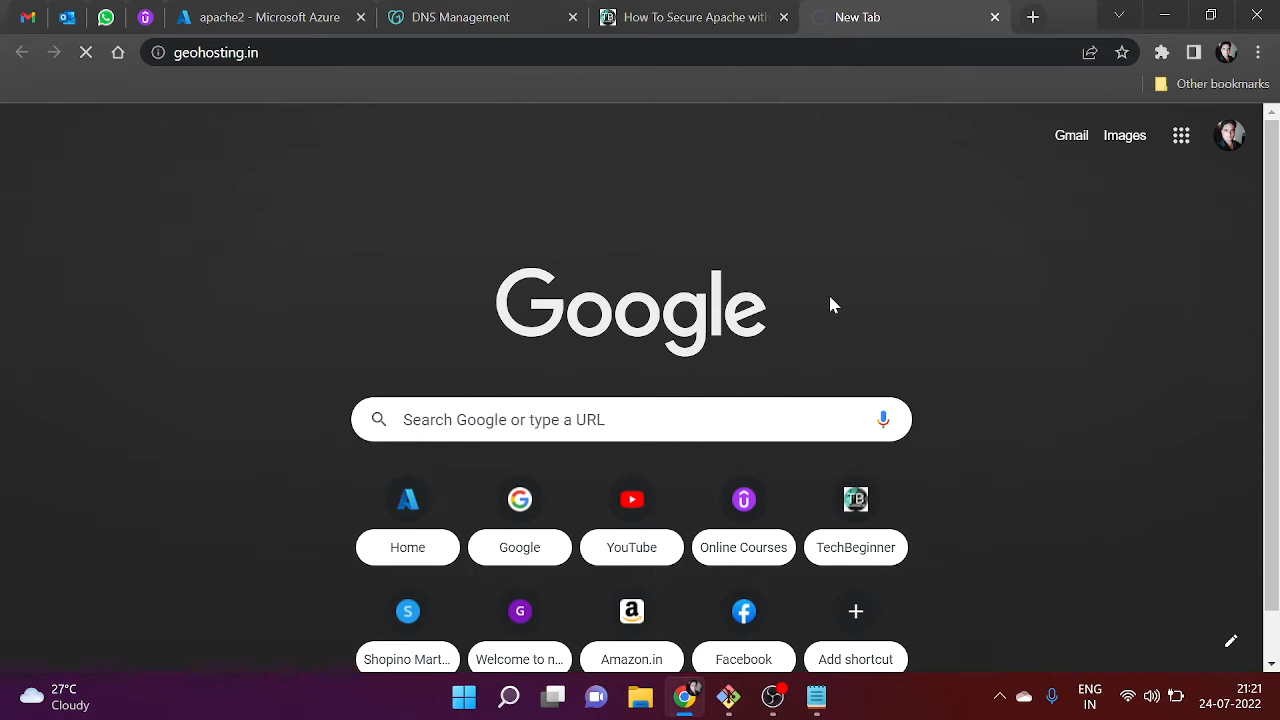 apache2 - Microsoft Azure
DNS Management
How To Secure Apache with
New Tab
geohosting.in
Other bookmarks
Gmail Images
Google
Search Google or type a URL
Home Google YouTube Online Courses TechBeginner
S G
Shopino Mart... Welcome to n... Amazon.in Facebook Add shortcut
27°C
Cloudy
ENG
IN
21:21
24-07-2022